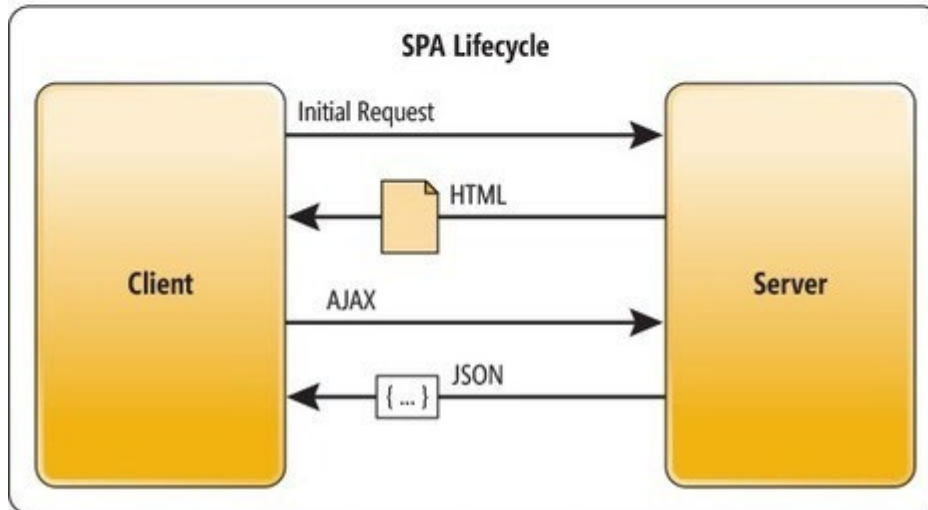 SPA Lifecycle
Initial Request
HTML
Client
Server
AJAX
JSON
{ ... }